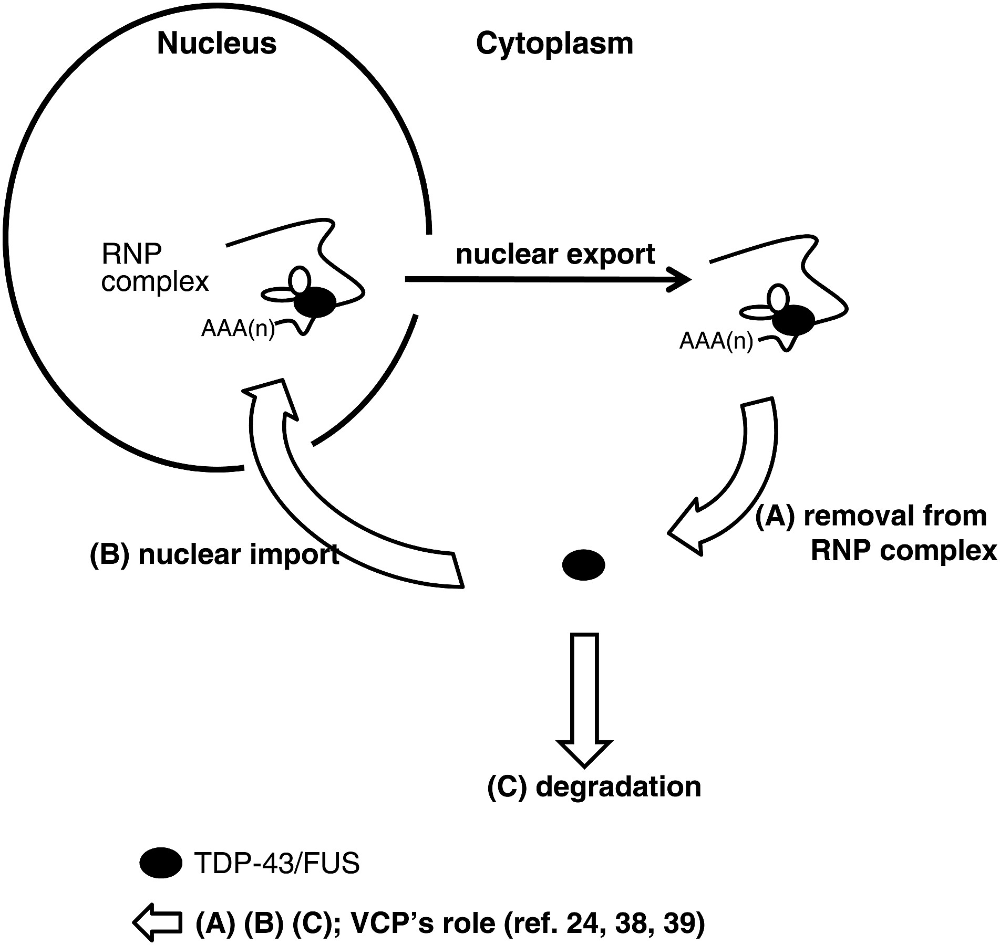 Nucleus
Cytoplasm
RNP
complex
AAA(n)
nuclear export
AAA(n)
(A) removal from
RNP complex
(B) nuclear import
(C) degradation
TDP-43/FUS
(A) (B) (C); VCP’s role (ref. 24, 38, 39)